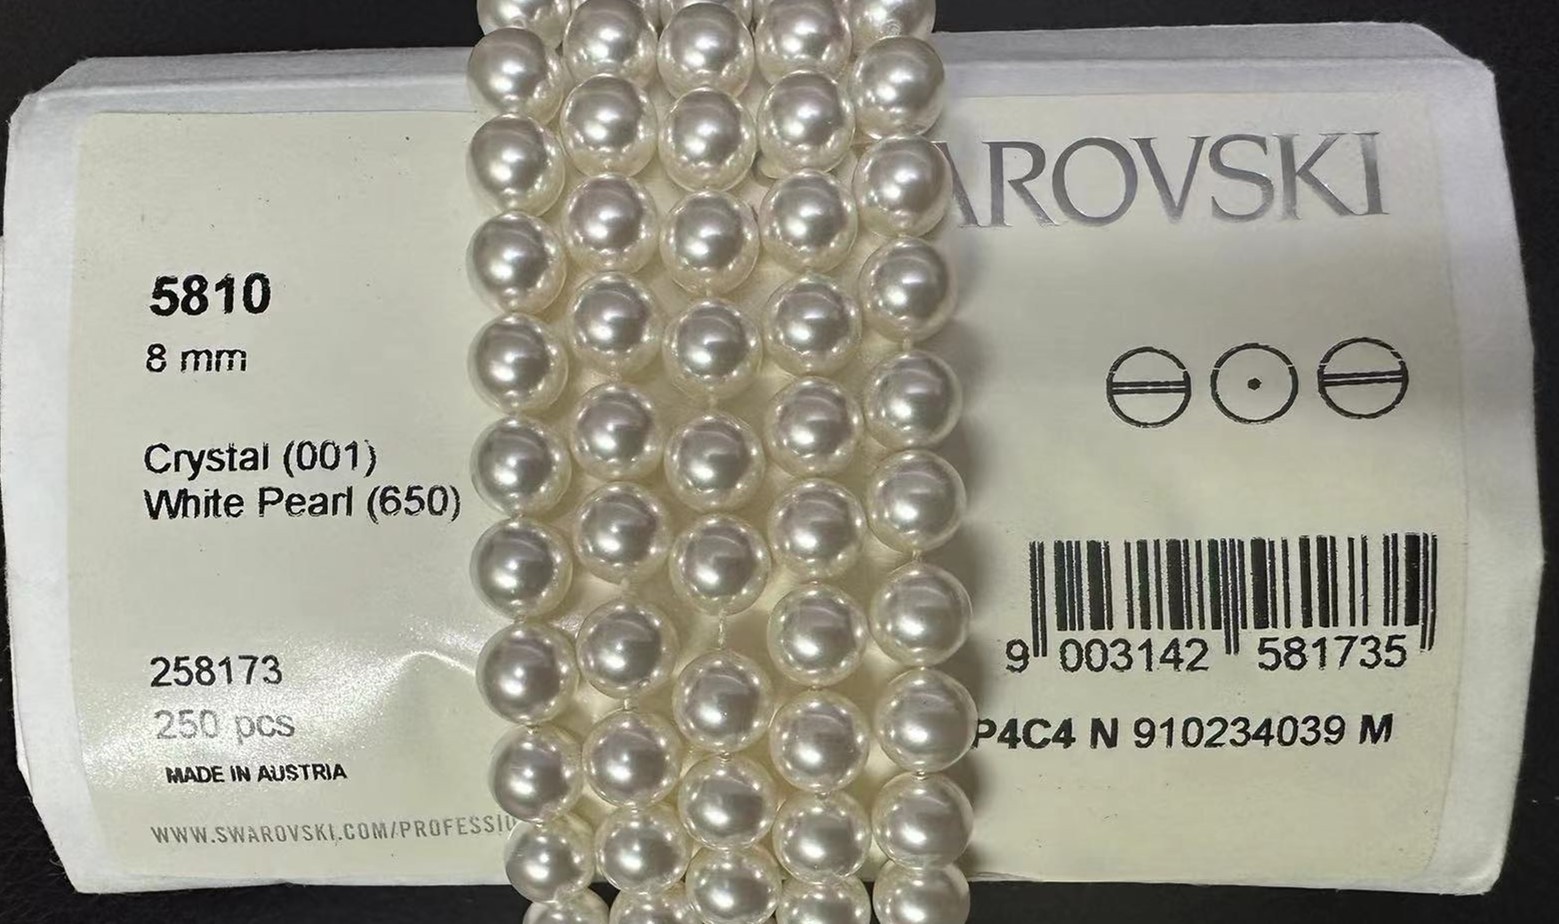 5810
8 mm
Crystal (001)
White Pearl (650)
258173
250 pcs
MADE IN AUSTRIA
WWW.SWAROVSKI.COM/PROFESSIO
AROVSKI
9 003142 581735
P4C4 N 910234039 M